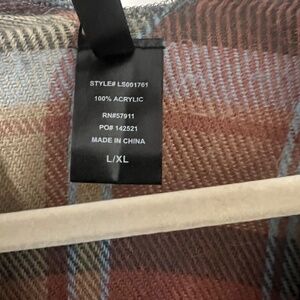 STYLE# LS001761
100% ACRYLIC
RN#57911
PO# 142521
MADE IN CHINA
L/XL